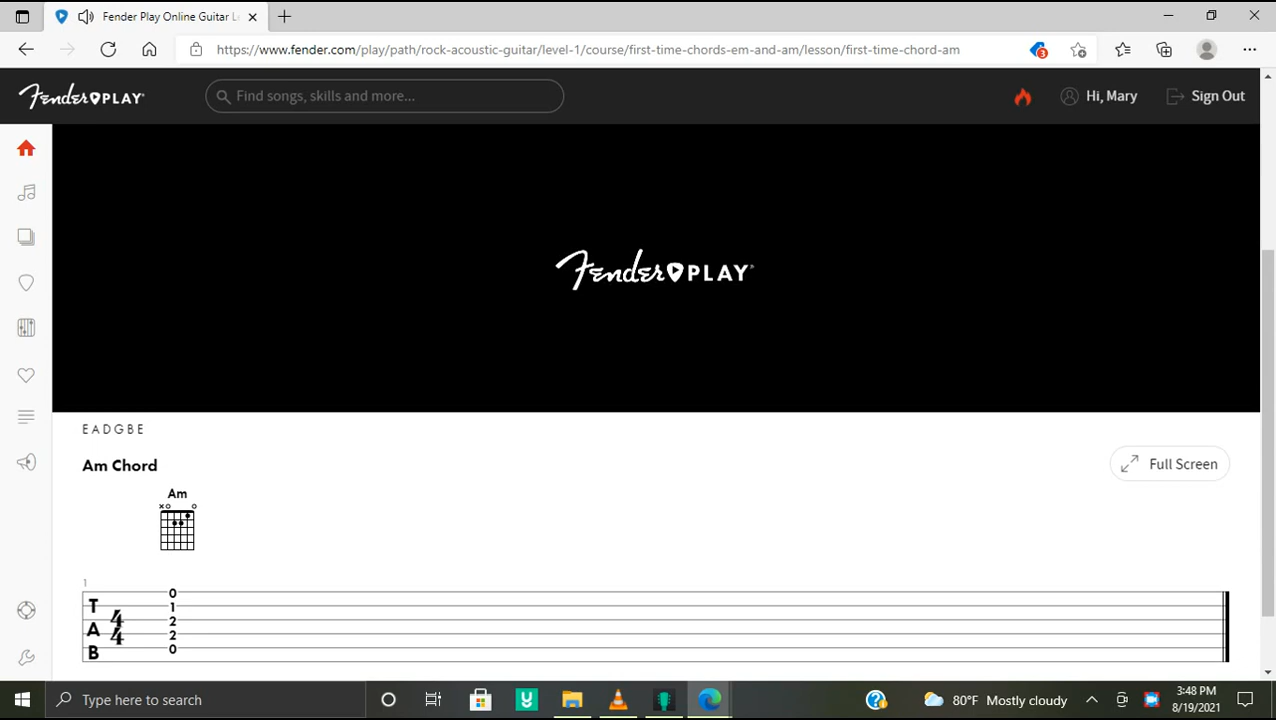 Fender Play Online Guitar Le
https://www.fender.com/play/path/rock-acoustic-guitar/level-1/course/first-time-chords-em-and-am/lesson/first-time-chord-am
3
Fender PLAY
Find songs, skills and more...
Hi, Mary
Sign Out
Fender PLAY
E A D G B E
Am Chord
Full Screen
Am
x o o
1
T A B
4 4
0
1
2
2
0
Type here to search
80°F Mostly cloudy
3:48 PM
8/19/2021